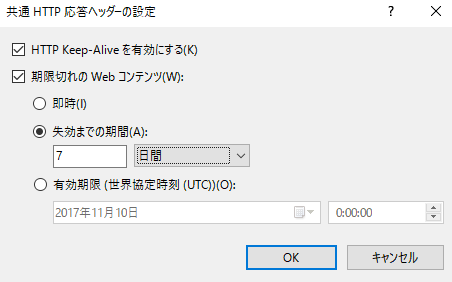 共通 HTTP 応答ヘッダーの設定
HTTP Keep-Alive を有効にする(K)
期限切れの Web コンテンツ(W):
即時(I)
失効までの期間(A):
7 日間
有効期限 (世界協定時刻 (UTC))(O):
2017年11月10日 0:00:00
OK キャンセル